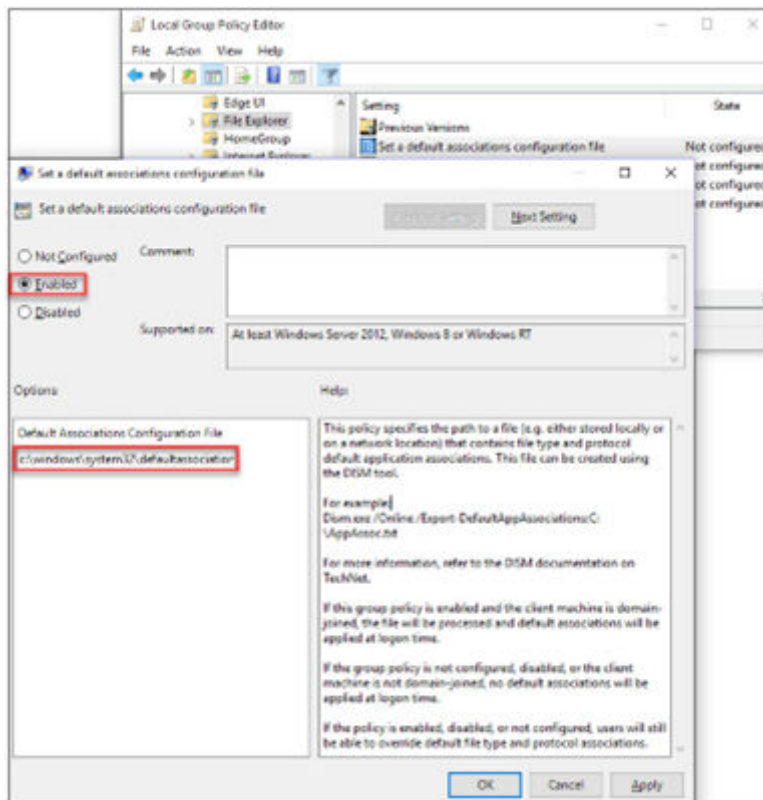 Local Group Policy Editor
File Action View Help
Edge UI
File Explorer
HomeGroup
Internet Explorer
Setting State
Previous Versions
Set a default associations configuration file Not configured
Not configured
Not configured
Not configured
Set a default associations configuration file
Set a default associations configuration file
Next Setting
Not Configured
Enabled
Disabled
Comment:
Supported on:
At least Windows Server 2012, Windows 8 or Windows RT
Options:
Help:
Default Associations Configuration File
c:\windows\system32\defaultassociation
This policy specifies the path to a file (e.g. either stored locally or
on a network location) that contains file type and protocol
default application associations. This file can be created using
the DISM tool.
For example:
Dism.exe /Online /Export-DefaultAppAssociations:C:
\AppAssoc.txt
For more information, refer to the DISM documentation on
TechNet.
If this group policy is enabled and the client machine is domain-
joined, the file will be processed and default associations will be
applied at logon time.
If the group policy is not configured, disabled, or the client
machine is not domain-joined, no default associations will be
applied at logon time.
If the policy is enabled, disabled, or not configured, users will still
be able to override default file type and protocol associations.
OK Cancel Apply